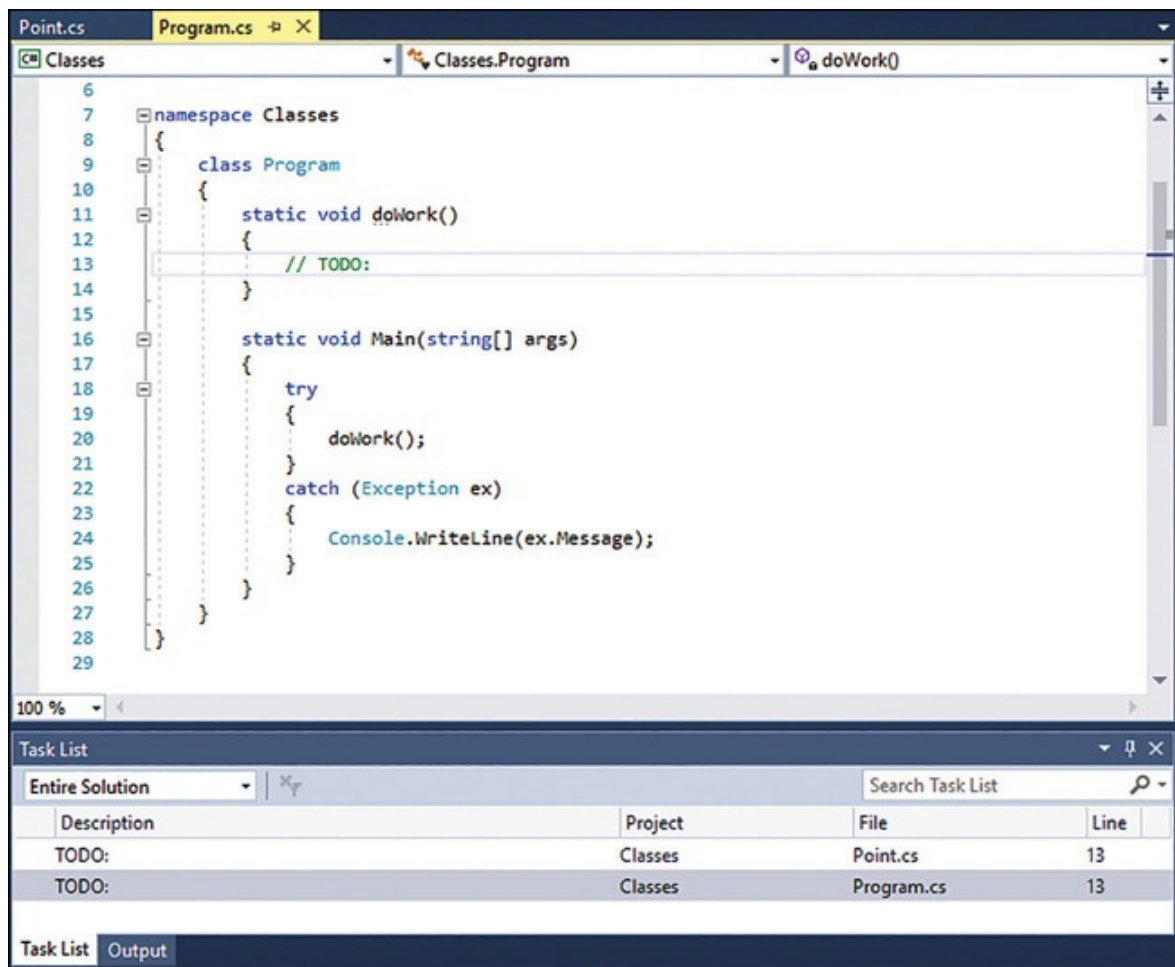 Point.cs Program.cs
C# Classes Classes.Program doWork()
6
7 namespace Classes
8 {
9 class Program
10 {
11 static void doWork()
12 {
13 // TODO:
14 }
15
16 static void Main(string[] args)
17 {
18 try
19 {
20 doWork();
21 }
22 catch (Exception ex)
23 {
24 Console.WriteLine(ex.Message);
25 }
26 }
27 }
28 }
29
100 %
Task List
Entire Solution Search Task List
Description Project File Line
TODO: Classes Point.cs 13
TODO: Classes Program.cs 13
Task List Output